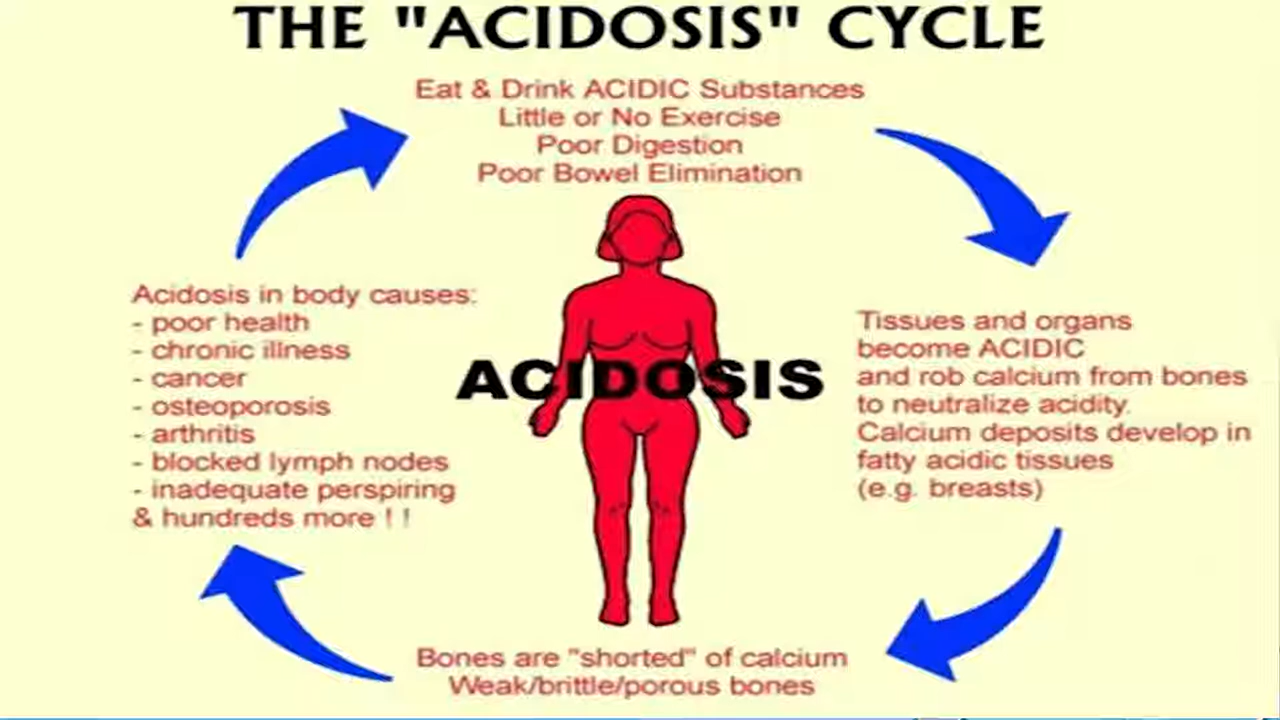 THE "ACIDOSIS" CYCLE
Eat & Drink ACIDIC Substances
Little or No Exercise
Poor Digestion
Poor Bowel Elimination
Tissues and organs
become ACIDIC
and rob calcium from bones
to neutralize acidity.
Calcium deposits develop in
fatty acidic tissues
(e.g. breasts)
Bones are "shorted" of calcium
Weak/brittle/porous bones
Acidosis in body causes:
- poor health
- chronic illness
- cancer
- osteoporosis
- arthritis
- blocked lymph nodes
- inadequate perspiring
& hundreds more ! !
ACIDOSIS